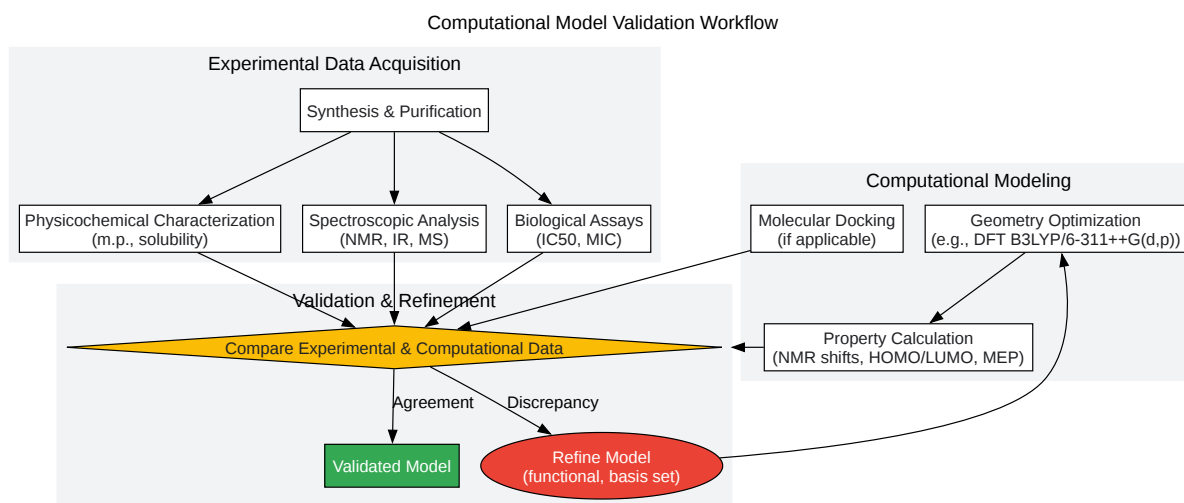 Computational Model Validation Workflow
Experimental Data Acquisition
Synthesis & Purification
Physicochemical Characterization
(m.p., solubility)
Spectroscopic Analysis
(NMR, IR, MS)
Biological Assays
(IC50, MIC)
Computational Modeling
Molecular Docking
(if applicable)
Geometry Optimization
(e.g., DFT B3LYP/6-311++G(d,p))
Property Calculation
(NMR shifts, HOMO/LUMO, MEP)
Validation & Refinement
Compare Experimental & Computational Data
Agreement
Discrepancy
Validated Model
Refine Model
(functional, basis set)